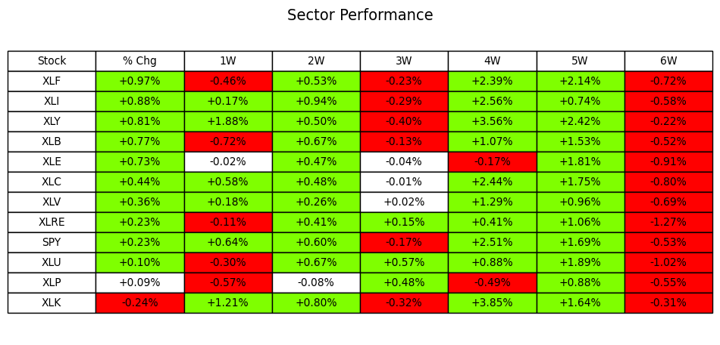 Sector Performance
Stock % Chg 1W 2W 3W 4W 5W 6W
XLF +0.97% -0.46% +0.53% -0.23% +2.39% +2.14% -0.72%
XLI +0.88% +0.17% +0.94% -0.29% +2.56% +0.74% -0.58%
XLY +0.81% +1.88% +0.50% -0.40% +3.56% +2.42% -0.22%
XLB +0.77% -0.72% +0.67% -0.13% +1.07% +1.53% -0.52%
XLE +0.73% -0.02% +0.47% -0.04% -0.17% +1.81% -0.91%
XLC +0.44% +0.58% +0.48% -0.01% +2.44% +1.75% -0.80%
XLV +0.36% +0.18% +0.26% +0.02% +1.29% +0.96% -0.69%
XLRE +0.23% -0.11% +0.41% +0.15% +0.41% +1.06% -1.27%
SPY +0.23% +0.64% +0.60% -0.17% +2.51% +1.69% -0.53%
XLU +0.10% -0.30% +0.67% +0.57% +0.88% +1.89% -1.02%
XLP +0.09% -0.57% -0.08% +0.48% -0.49% +0.88% -0.55%
XLK -0.24% +1.21% +0.80% -0.32% +3.85% +1.64% -0.31%